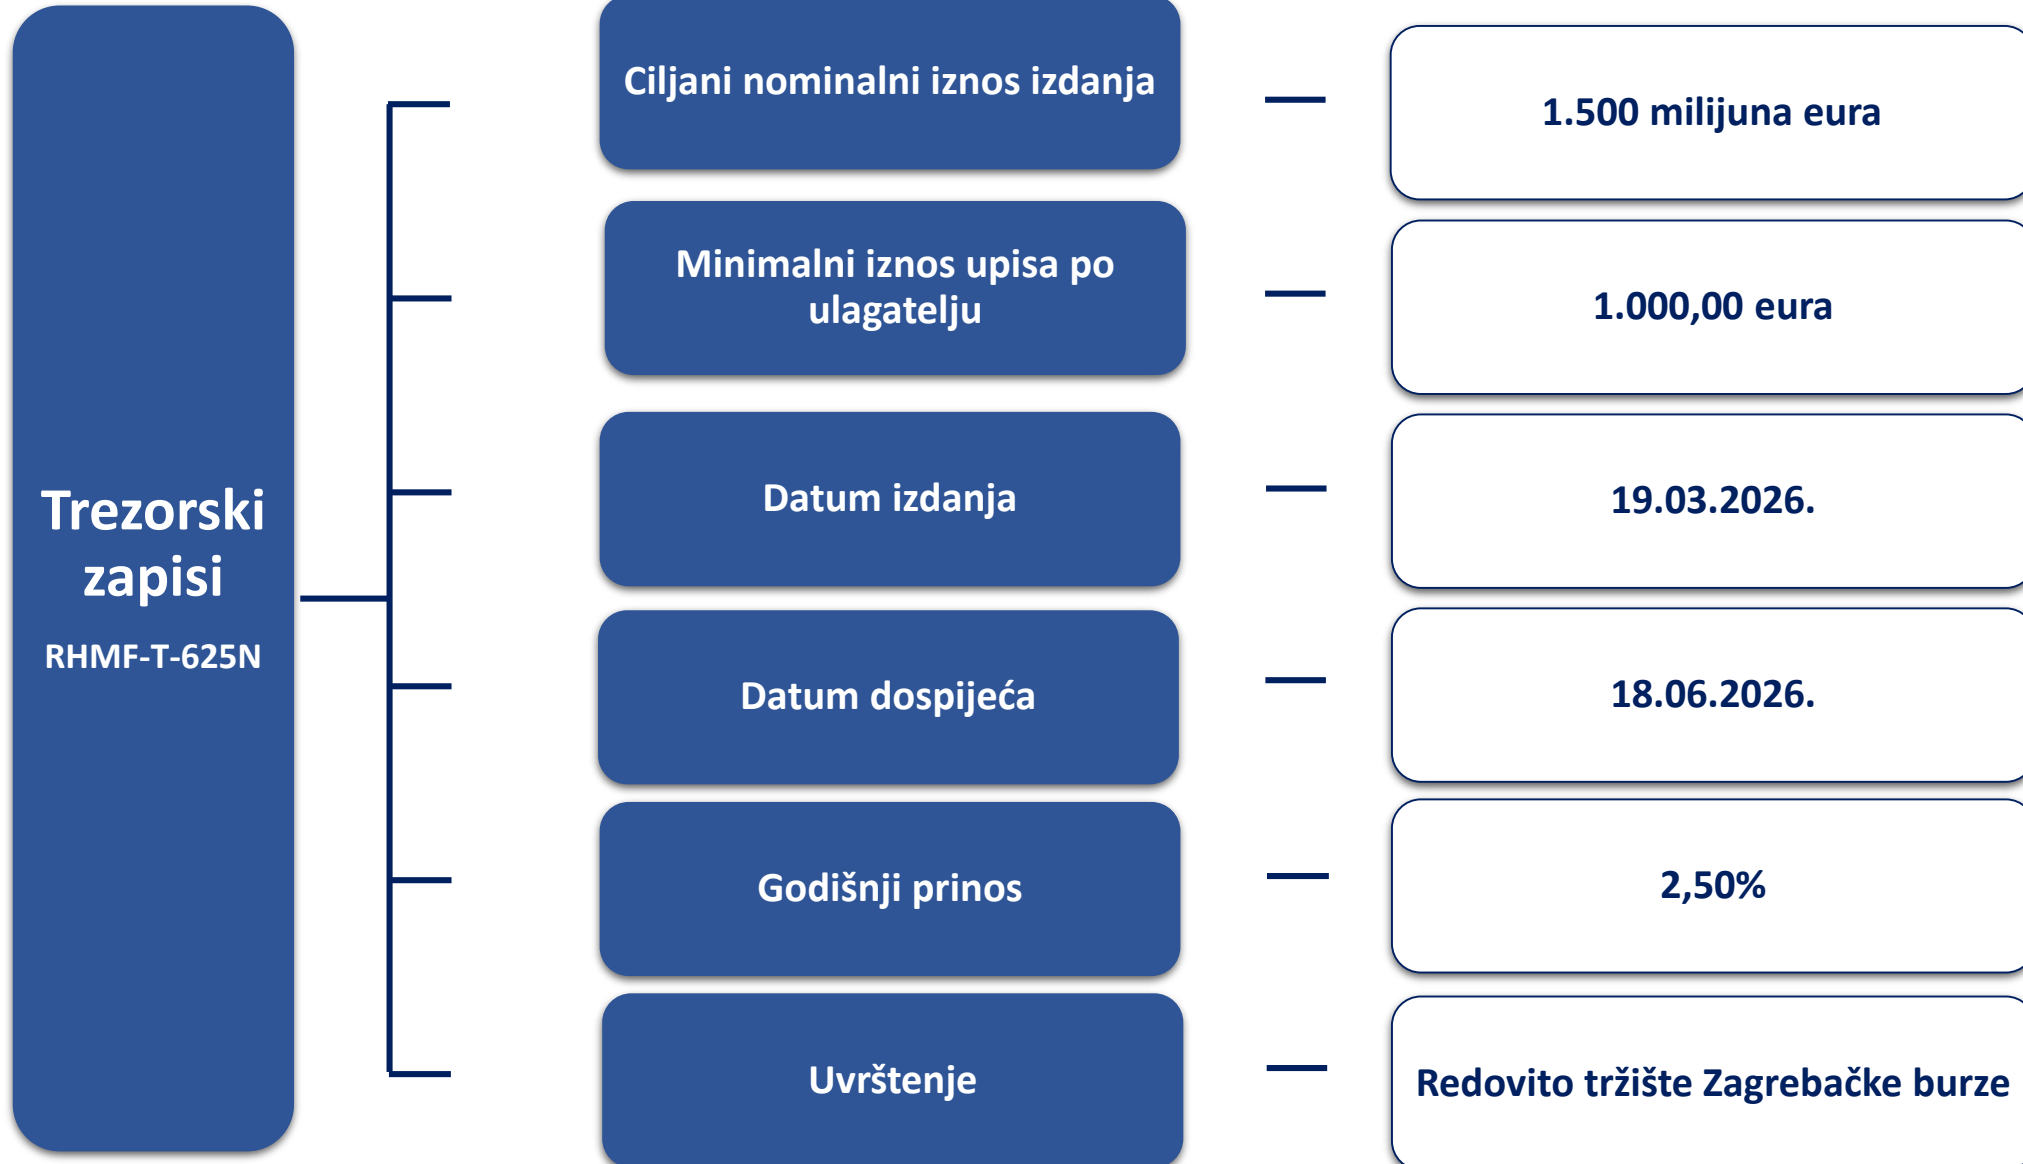 Trezorski
zapisi
RHMF-T-625N
Ciljani nominalni iznos izdanja
1.500 milijuna eura
Minimalni iznos upisa po
ulagatelju
1.000,00 eura
Datum izdanja
19.03.2026.
Datum dospijeća
18.06.2026.
Godišnji prinos
2,50%
Uvrštenje
Redovito tržište Zagrebačke burze